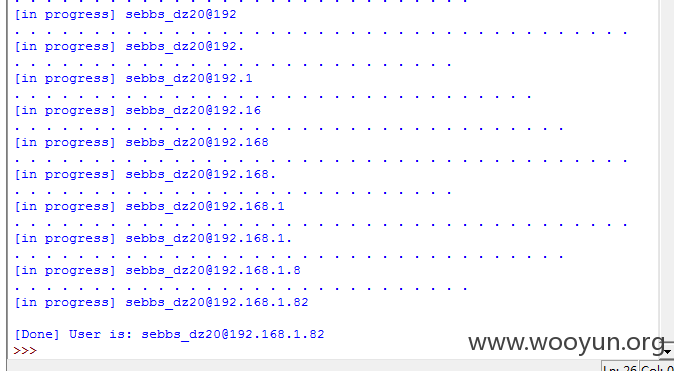 . . . . . . . . . . . . . . . . . . . . . . . . . . . . .
[in progress] sebbs_dz20@192
. . . . . . . . . . . . . . . . . . . . . . . . . . . . . . . . . . . . . . .
[in progress] sebbs_dz20@192.
. . . . . . . . . . . . . . . . . . . . . . . . . . . .
[in progress] sebbs_dz20@192.1
. . . . . . . . . . . . . . . . . . . . . . . . . . . . . . . . .
[in progress] sebbs_dz20@192.16
. . . . . . . . . . . . . . . . . . . . . . . . . . . . . . . . . . .
[in progress] sebbs_dz20@192.168
. . . . . . . . . . . . . . . . . . . . . . . . . . . . . . . . . . . . . . .
[in progress] sebbs_dz20@192.168.
. . . . . . . . . . . . . . . . . . . . . . . . . . . .
[in progress] sebbs_dz20@192.168.1
. . . . . . . . . . . . . . . . . . . . . . . . . . . . . . . . . . . . . . .
[in progress] sebbs_dz20@192.168.1.
. . . . . . . . . . . . . . . . . . . . . . . . . . . . . . . . . . .
[in progress] sebbs_dz20@192.168.1.8
. . . . . . . . . . . . . . . . . . . . . . . . . . . . .
[in progress] sebbs_dz20@192.168.1.82
[Done] User is: sebbs_dz20@192.168.1.82
>>>
www.wooyun.org
Ln: 26 Col: 0